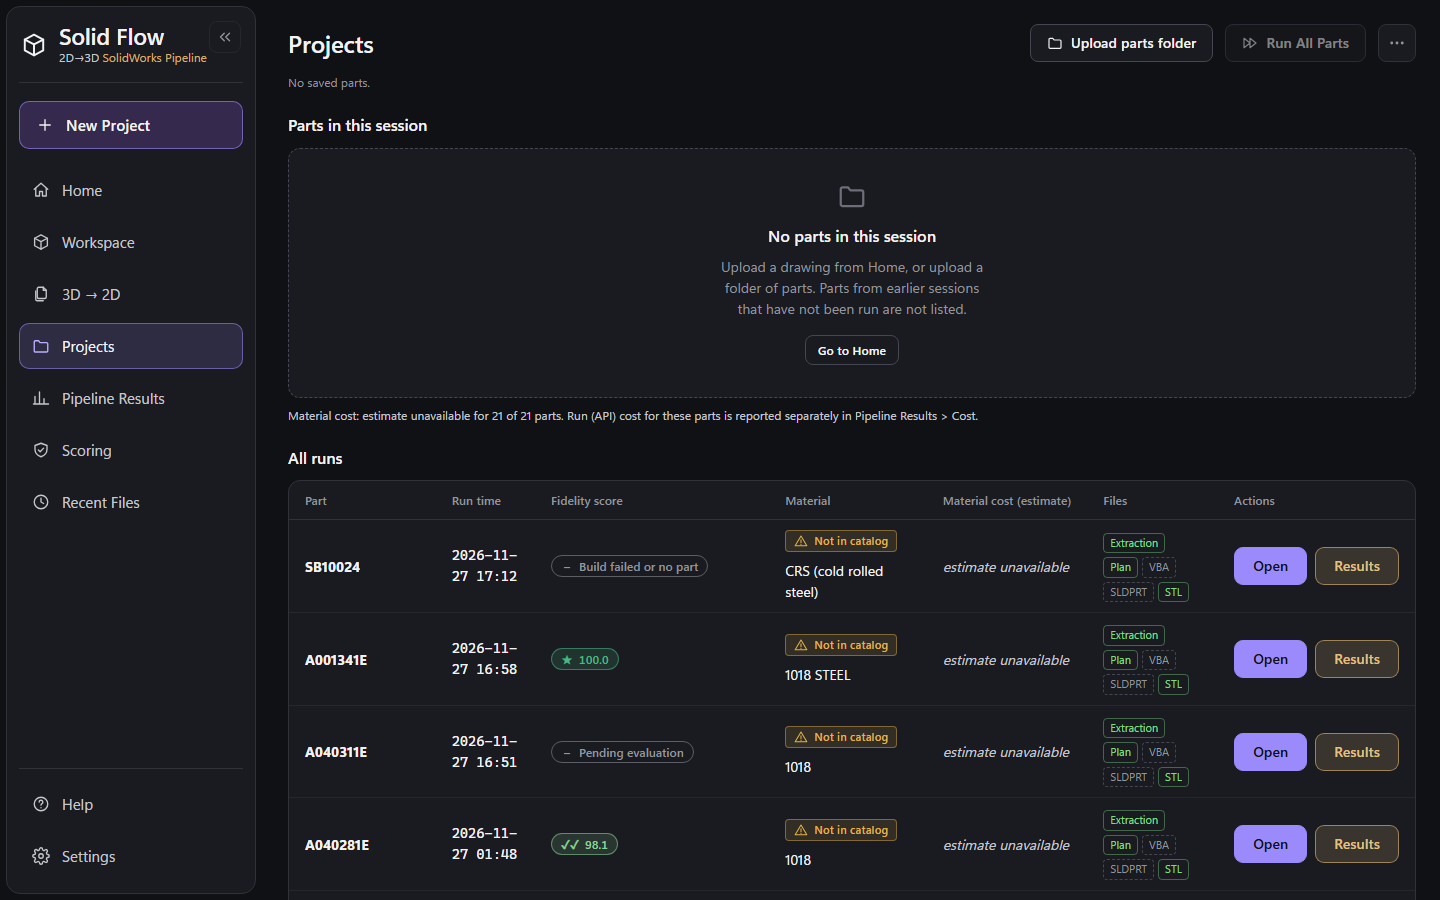 Solid Flow
2D→3D SolidWorks Pipeline
New Project
Home
Workspace
3D → 2D
Projects
Pipeline Results
Scoring
Recent Files
Help
Settings
Projects
Upload parts folder
Run All Parts
No saved parts.
Parts in this session
No parts in this session
Upload a drawing from Home, or upload a
folder of parts. Parts from earlier sessions
that have not been run are not listed.
Go to Home
Material cost: estimate unavailable for 21 of 21 parts. Run (API) cost for these parts is reported separately in Pipeline Results > Cost.
All runs
Part Run time Fidelity score Material Material cost (estimate) Files Actions
SB10024
2026-11-
27 17:12
– Build failed or no part
Not in catalog
CRS (cold rolled
steel)
estimate unavailable
Extraction
Plan VBA
SLDPRT STL
Open Results
A001341E
2026-11-
27 16:58
★ 100.0
Not in catalog
1018 STEEL
estimate unavailable
Extraction
Plan VBA
SLDPRT STL
Open Results
A040311E
2026-11-
27 16:51
– Pending evaluation
Not in catalog
1018
estimate unavailable
Extraction
Plan VBA
SLDPRT STL
Open Results
A040281E
2026-11-
27 01:48
✓✓ 98.1
Not in catalog
1018
estimate unavailable
Extraction
Plan VBA
SLDPRT STL
Open Results